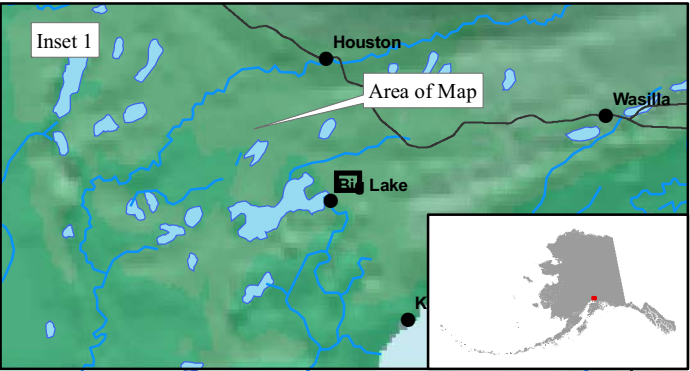 Inset 1
Houston
Area of Map
Wasilla
Big Lake
K